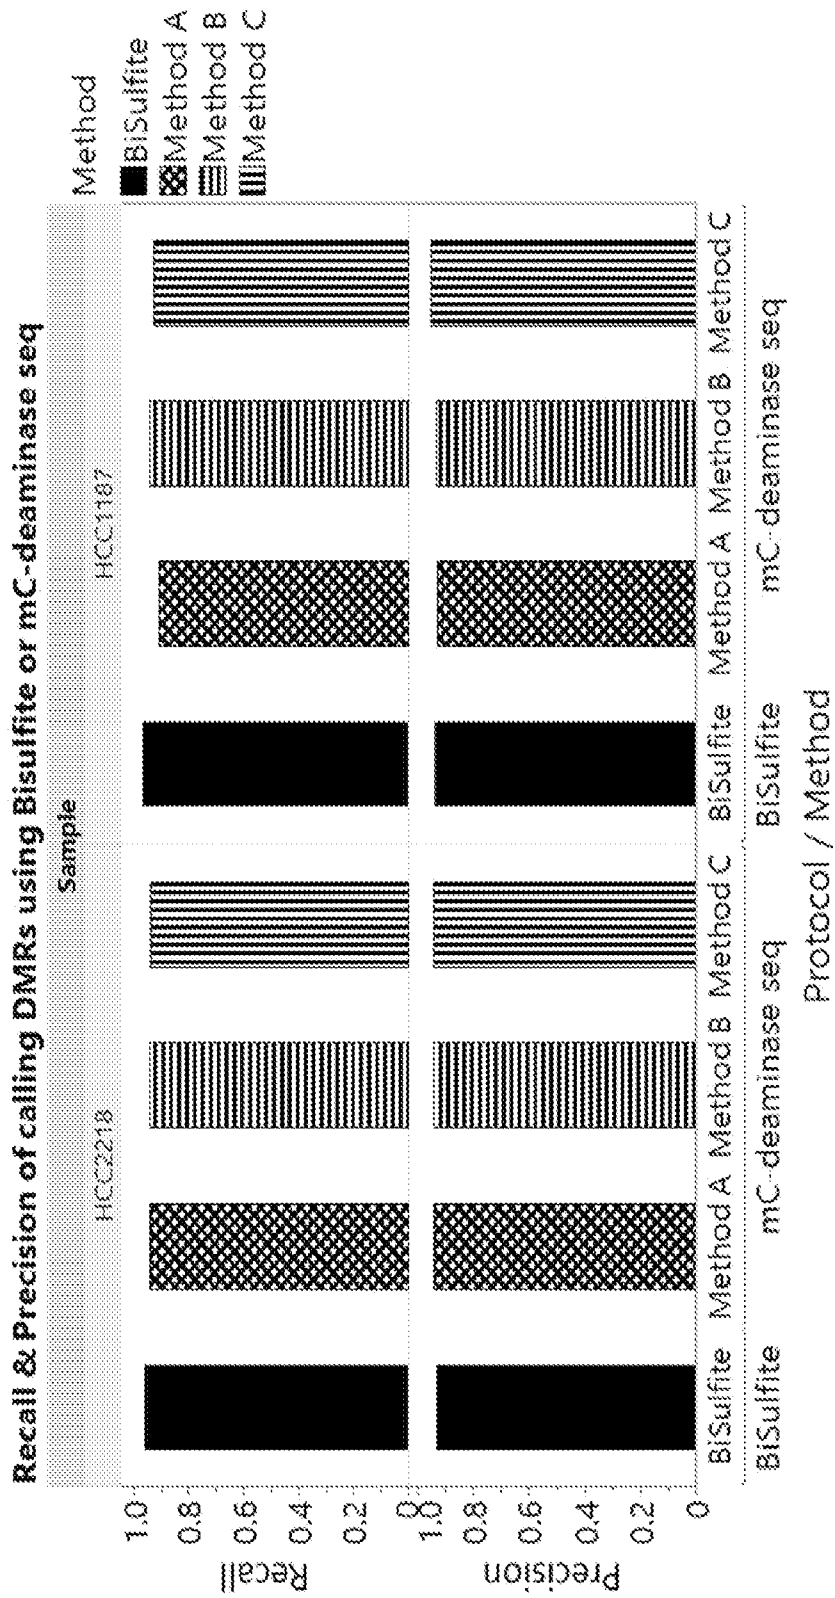 Recall & Precision of calling DMRs using Bisulfite or mC-deaminase seq
Sample
HCC2218 HCC1187
Method
BiSulfite
Method A
Method B
Method C
Recall
1.0
0.8
0.6
0.4
0.2
0
Precision
1.0
0.8
0.6
0.4
0.2
0
BiSulfite Method A Method B Method C BiSulfite Method A Method B Method C
BiSulfite mC-deaminase seq BiSulfite mC-deaminase seq
Protocol / Method